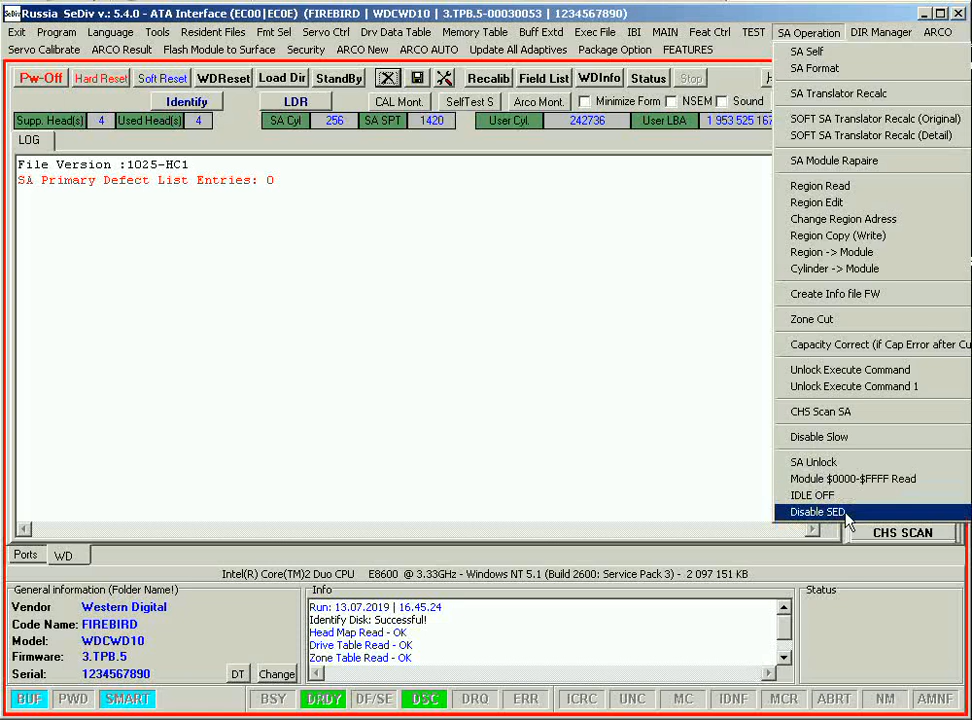 Russia SeDiv v.: 5.4.0 - ATA Interface (EC00|EC0E) (FIREBIRD | WDCWD10 | 3.TPB.5-00030053 | 1234567890)
Exit Program Language Tools Resident Files Fmt Sel Servo Ctrl Drv Data Table Memory Table Buff Extd Exec File IBI MAIN Feat Ctrl TEST SA Operation DIR Manager ARCO
Servo Calibrate ARCO Result Flash Module to Surface Security ARCO New ARCO AUTO Update All Adaptives Package Option FEATURES
Pw-Off Hard Reset Soft Reset WDReset Load Dir StandBy Recalib Field List WDInfo Status Stop
Identify LDR CAL Mont. SelfTest S Arco Mont. Minimize Form NSEM Sound
Supp. Head(s) 4 Used Head(s) 4 SA Cyl 256 SA SPT 1420 User Cyl. 242736 User LBA 1 953 525 167
LOG
File Version :1025-HC1
SA Primary Defect List Entries: 0
SA Self
SA Format
SA Translator Recalc
SOFT SA Translator Recalc (Original)
SOFT SA Translator Recalc (Detail)
SA Module Rapaire
Region Read
Region Edit
Change Region Adress
Region Copy (Write)
Region -> Module
Cylinder -> Module
Create Info file FW
Zone Cut
Capacity Correct (if Cap Error after Cu
Unlock Execute Command
Unlock Execute Command 1
CHS Scan SA
Disable Slow
SA Unlock
Module $0000-$FFFF Read
IDLE OFF
Disable SED
CHS SCAN
Ports WD
Intel(R) Core(TM)2 Duo CPU E8600 @ 3.33GHz - Windows NT 5.1 (Build 2600: Service Pack 3) - 2 097 151 KB
General information (Folder Name!)
Vendor Western Digital
Code Name: FIREBIRD
Model: WDCWD10
Firmware: 3.TPB.5
Serial: 1234567890 DT Change
Info
Run: 13.07.2019 | 16.45.24
Identify Disk: Successful!
Head Map Read - OK
Drive Table Read - OK
Zone Table Read - OK
Status
BUF PWD SMART BSY DRDY DF/SE DSC DRQ ERR ICRC UNC MC IDNF MCR ABRT NM AMNF